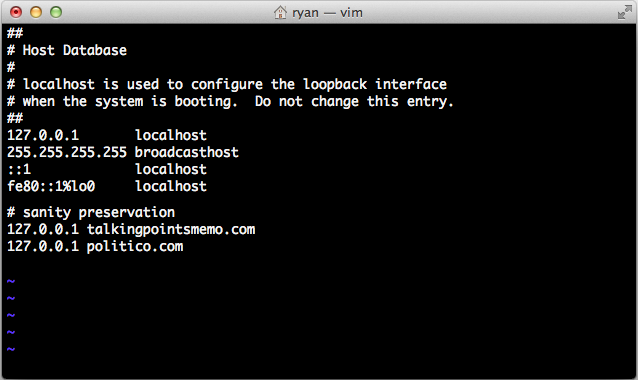 ryan — vim
##
# Host Database
#
# localhost is used to configure the loopback interface
# when the system is booting.  Do not change this entry.
##
127.0.0.1       localhost
255.255.255.255 broadcasthost
::1             localhost
fe80::1%lo0     localhost
# sanity preservation
127.0.0.1 talkingpointsmemo.com
127.0.0.1 politico.com
~
~
~
~
~